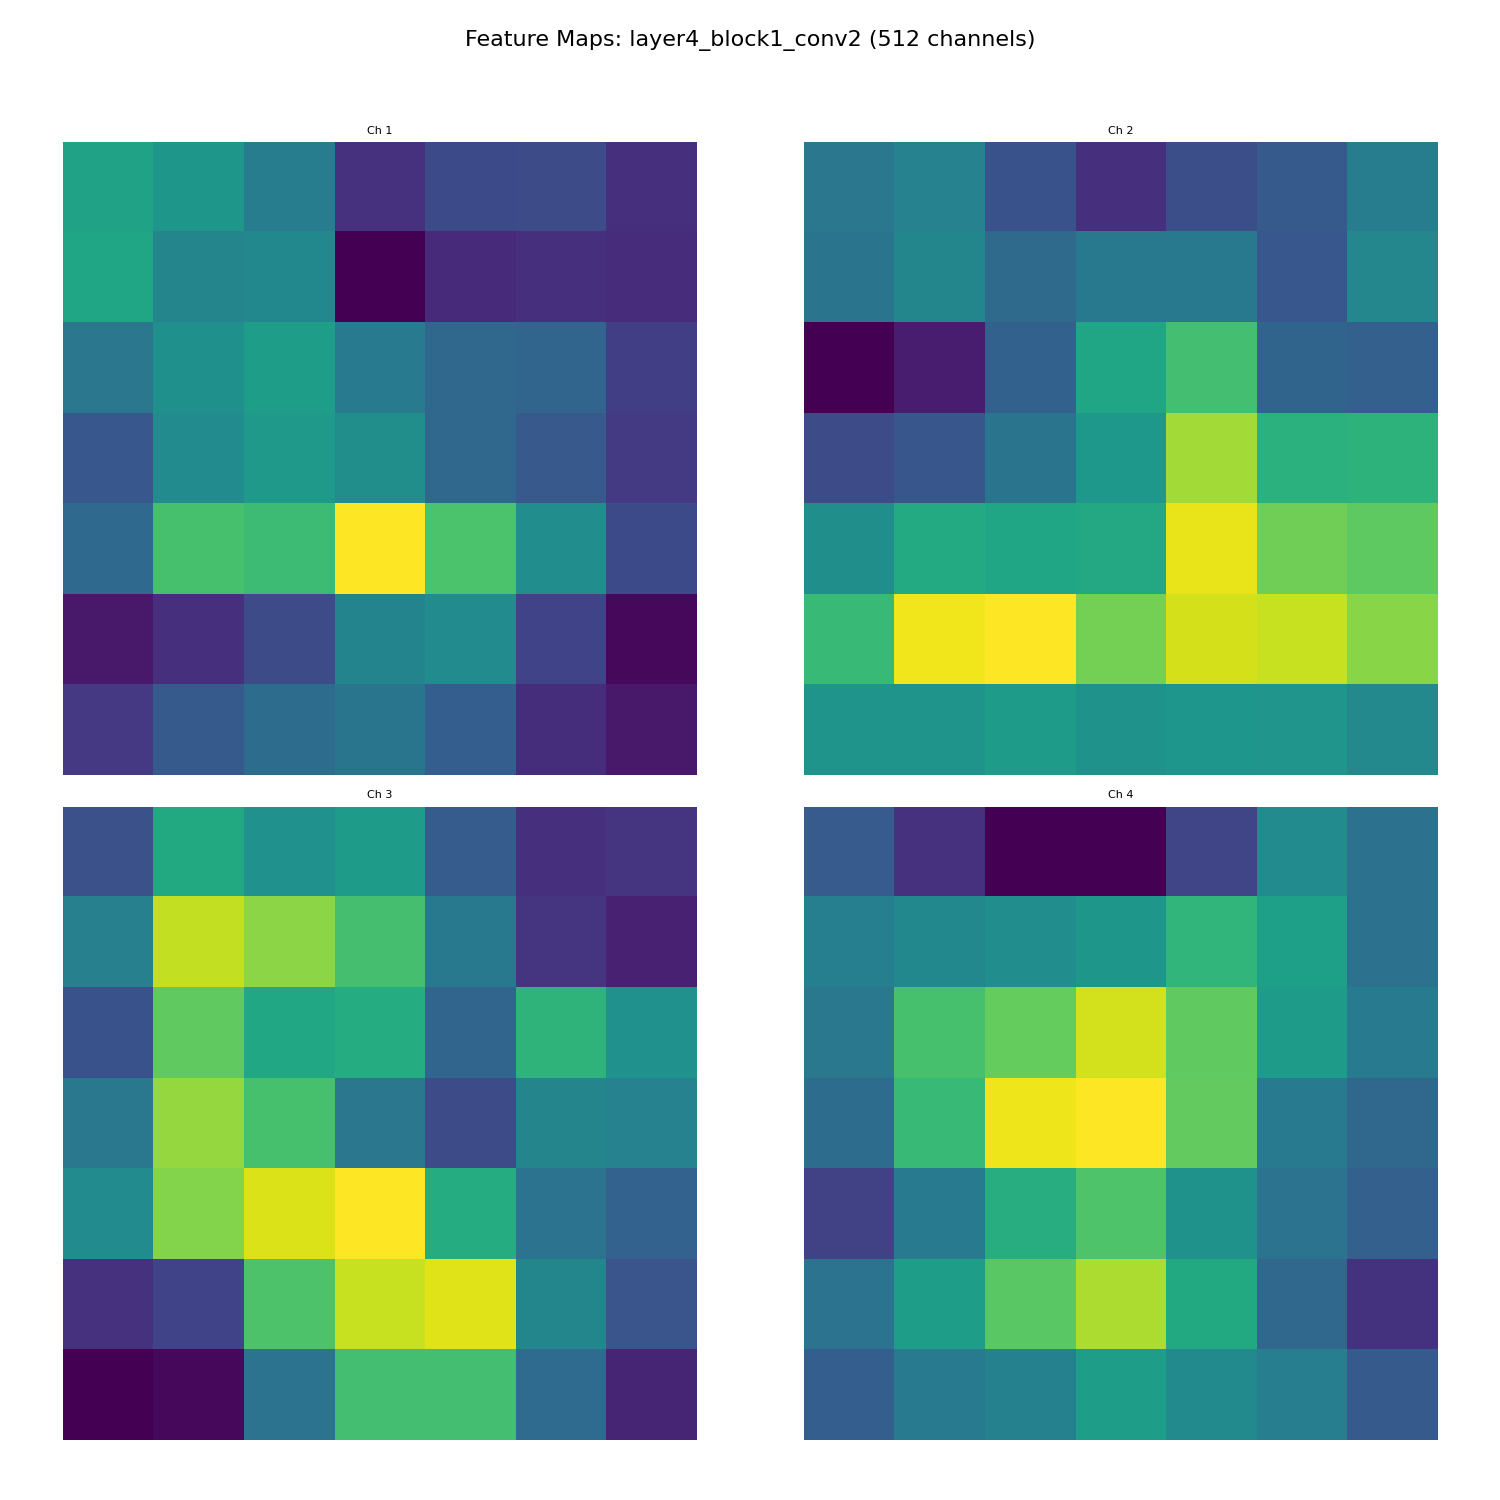 Feature Maps: layer4_block1_conv2 (512 channels)
Ch 1
Ch 2
Ch 3
Ch 4